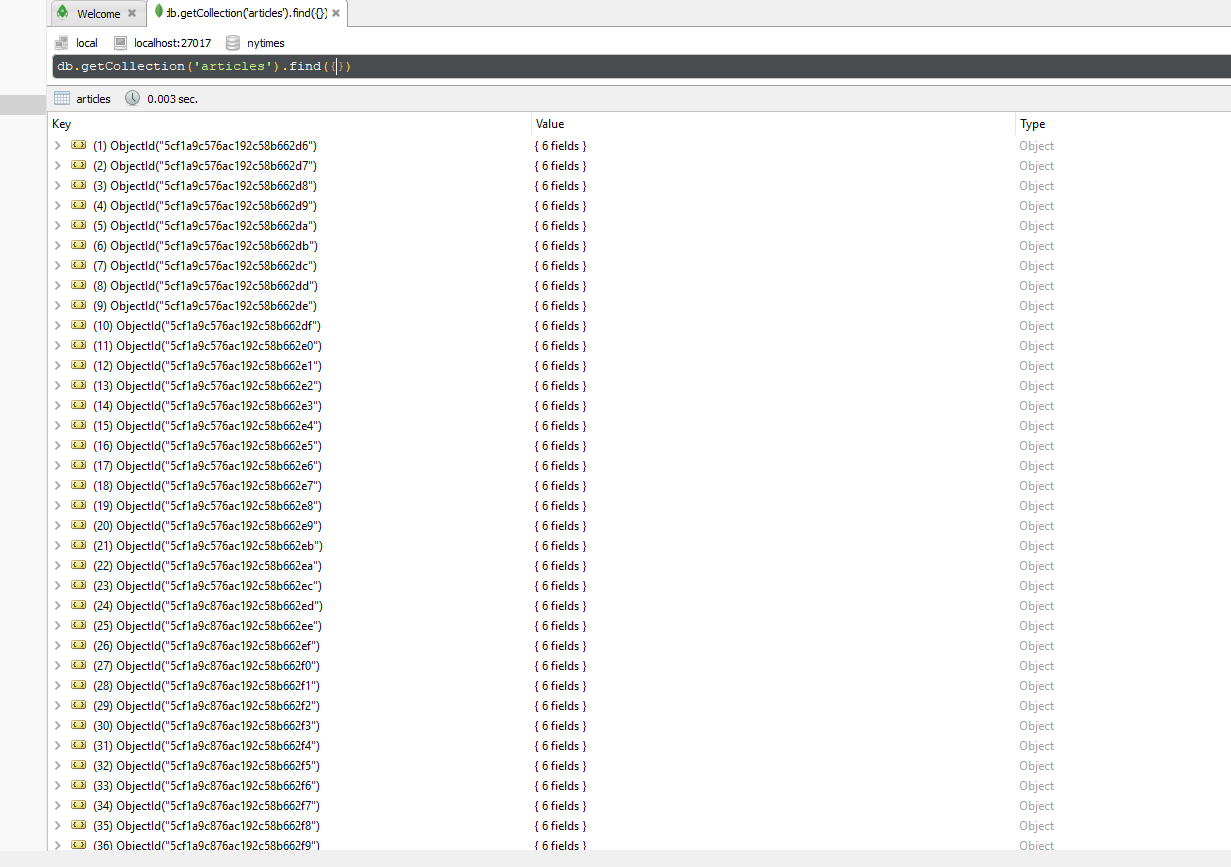 Welcome
db.getCollection('articles').find({})
local localhost:27017 nytimes
db.getCollection('articles').find({})
articles 0.003 sec.
Key Value Type
(1) ObjectId("5cf1a9c576ac192c58b662d6") { 6 fields } Object
(2) ObjectId("5cf1a9c576ac192c58b662d7") { 6 fields } Object
(3) ObjectId("5cf1a9c576ac192c58b662d8") { 6 fields } Object
(4) ObjectId("5cf1a9c576ac192c58b662d9") { 6 fields } Object
(5) ObjectId("5cf1a9c576ac192c58b662da") { 6 fields } Object
(6) ObjectId("5cf1a9c576ac192c58b662db") { 6 fields } Object
(7) ObjectId("5cf1a9c576ac192c58b662dc") { 6 fields } Object
(8) ObjectId("5cf1a9c576ac192c58b662dd") { 6 fields } Object
(9) ObjectId("5cf1a9c576ac192c58b662de") { 6 fields } Object
(10) ObjectId("5cf1a9c576ac192c58b662df") { 6 fields } Object
(11) ObjectId("5cf1a9c576ac192c58b662e0") { 6 fields } Object
(12) ObjectId("5cf1a9c576ac192c58b662e1") { 6 fields } Object
(13) ObjectId("5cf1a9c576ac192c58b662e2") { 6 fields } Object
(14) ObjectId("5cf1a9c576ac192c58b662e3") { 6 fields } Object
(15) ObjectId("5cf1a9c576ac192c58b662e4") { 6 fields } Object
(16) ObjectId("5cf1a9c576ac192c58b662e5") { 6 fields } Object
(17) ObjectId("5cf1a9c576ac192c58b662e6") { 6 fields } Object
(18) ObjectId("5cf1a9c576ac192c58b662e7") { 6 fields } Object
(19) ObjectId("5cf1a9c576ac192c58b662e8") { 6 fields } Object
(20) ObjectId("5cf1a9c576ac192c58b662e9") { 6 fields } Object
(21) ObjectId("5cf1a9c576ac192c58b662eb") { 6 fields } Object
(22) ObjectId("5cf1a9c576ac192c58b662ea") { 6 fields } Object
(23) ObjectId("5cf1a9c576ac192c58b662ec") { 6 fields } Object
(24) ObjectId("5cf1a9c876ac192c58b662ed") { 6 fields } Object
(25) ObjectId("5cf1a9c876ac192c58b662ee") { 6 fields } Object
(26) ObjectId("5cf1a9c876ac192c58b662ef") { 6 fields } Object
(27) ObjectId("5cf1a9c876ac192c58b662f0") { 6 fields } Object
(28) ObjectId("5cf1a9c876ac192c58b662f1") { 6 fields } Object
(29) ObjectId("5cf1a9c876ac192c58b662f2") { 6 fields } Object
(30) ObjectId("5cf1a9c876ac192c58b662f3") { 6 fields } Object
(31) ObjectId("5cf1a9c876ac192c58b662f4") { 6 fields } Object
(32) ObjectId("5cf1a9c876ac192c58b662f5") { 6 fields } Object
(33) ObjectId("5cf1a9c876ac192c58b662f6") { 6 fields } Object
(34) ObjectId("5cf1a9c876ac192c58b662f7") { 6 fields } Object
(35) ObjectId("5cf1a9c876ac192c58b662f8") { 6 fields } Object
(36) ObjectId("5cf1a9c876ac192c58b662f9") { 6 fields } Object